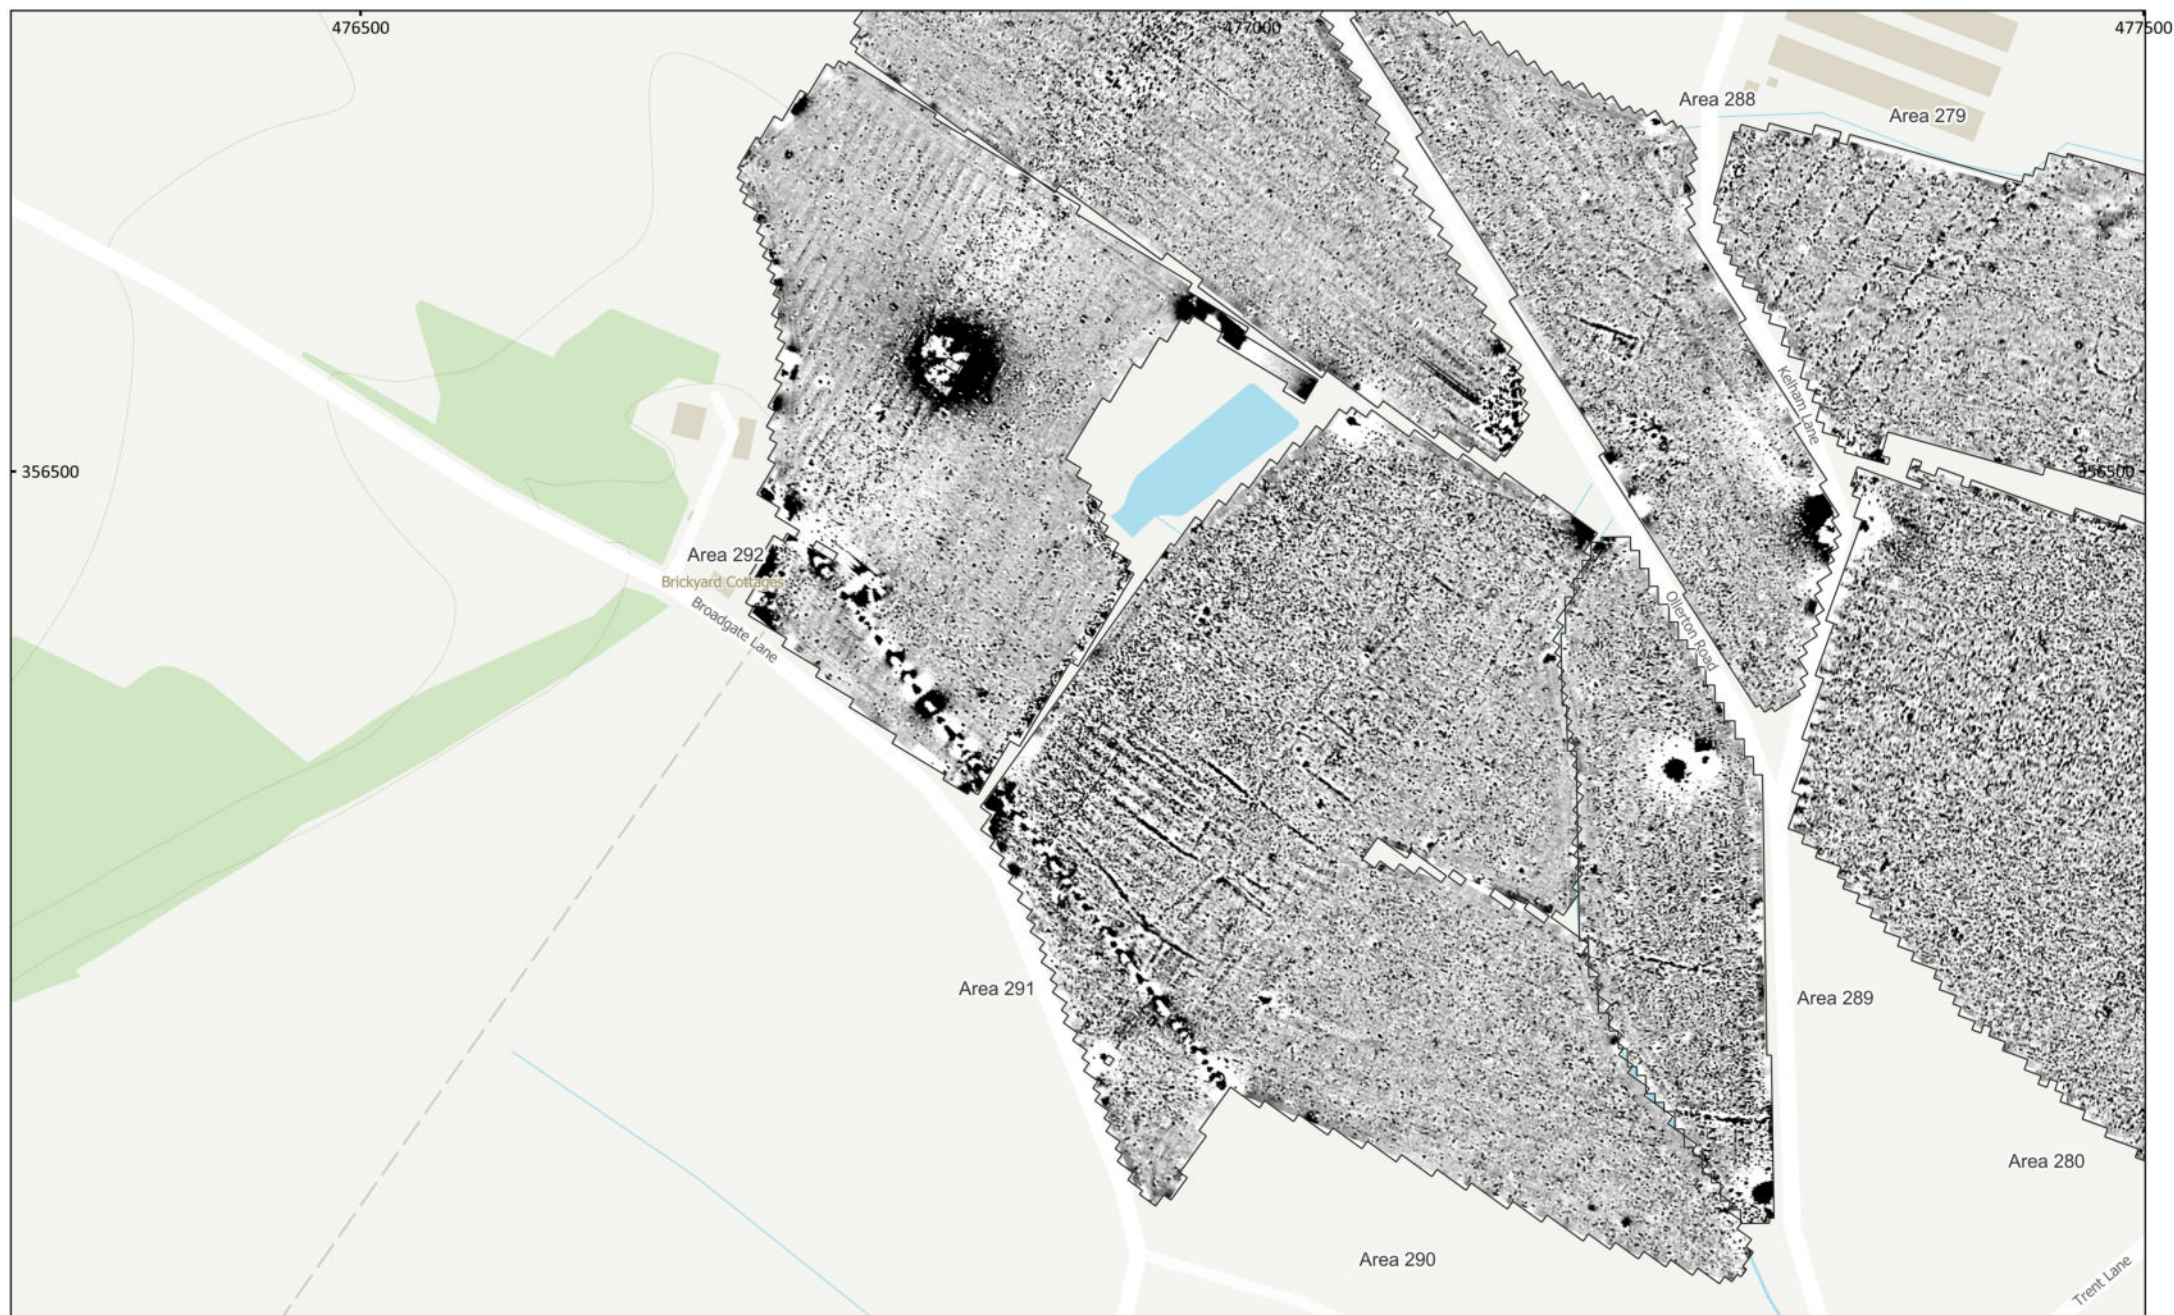 476500
477000
477500
Area 288
Area 279
Kelham Lane
356500
356500
Area 292
Brickyard Cottages
Broadgate Lane
Ollerton Road
Area 291
Area 289
Area 280
Area 290
Trent Lane